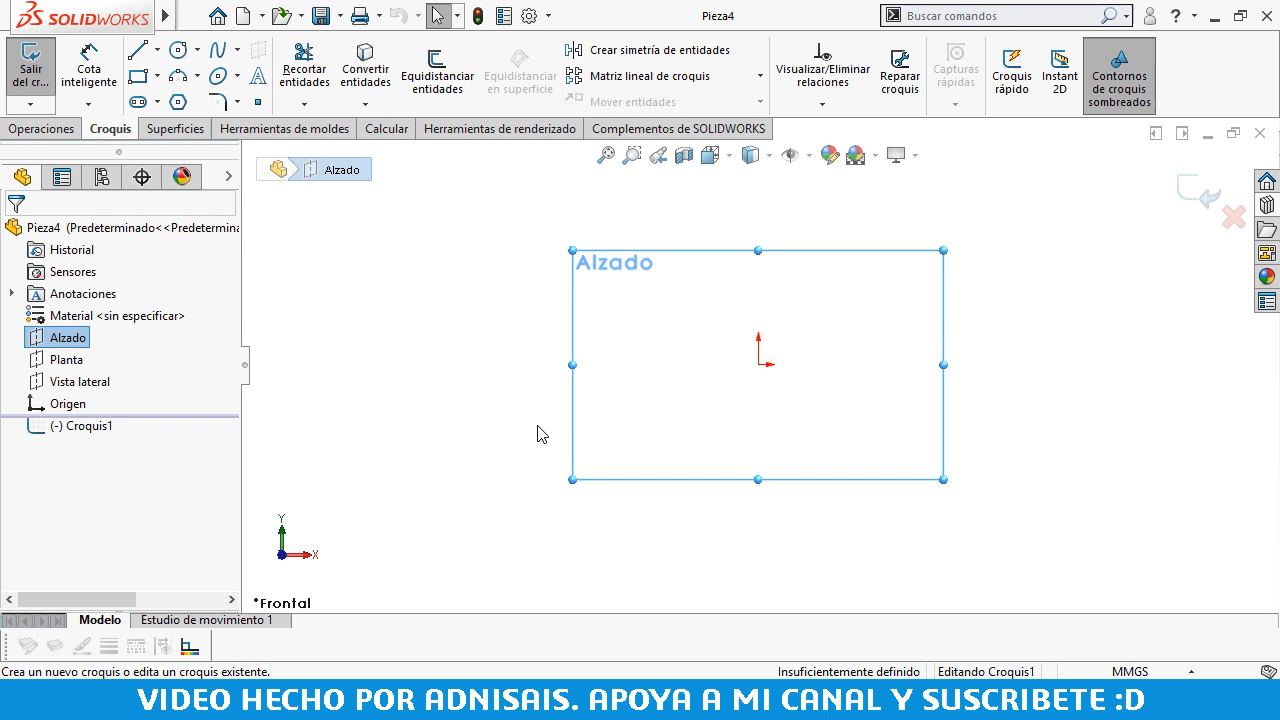 SOLIDWORKS
Pieza4
Buscar comandos
Salir del cr...
Cota inteligente
Recortar entidades
Convertir entidades
Equidistanciar entidades
Equidistanciar en superficie
Crear simetría de entidades
Matriz lineal de croquis
Mover entidades
Visualizar/Eliminar relaciones
Reparar croquis
Capturas rápidas
Croquis rápido
Instant 2D
Contornos de croquis sombreados
Operaciones
Croquis
Superficies
Herramientas de moldes
Calcular
Herramientas de renderizado
Complementos de SOLIDWORKS
Alzado
Pieza4 (Predeterminado<<Predetermina
Historial
Sensores
Anotaciones
Material <sin especificar>
Alzado
Planta
Vista lateral
Origen
(-) Croquis1
Alzado
Y
X
*Frontal
Modelo
Estudio de movimiento 1
Crea un nuevo croquis o edita un croquis existente.
Insuficientemente definido
Editando Croquis1
MMGS
VIDEO HECHO POR ADNISAIS. APOYA A MI CANAL Y SUSCRIBETE :D